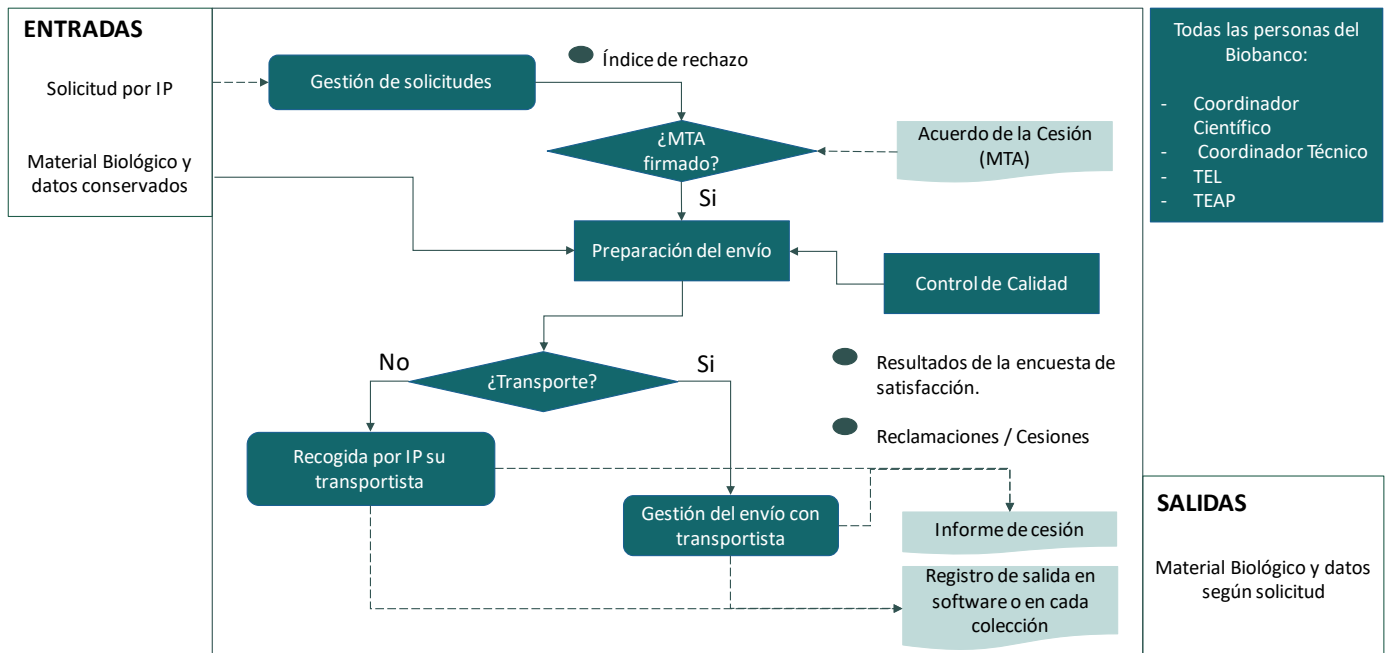 ENTRADAS
Solicitud por IP
Material Biológico y
datos conservados
Gestión de solicitudes
Índice de rechazo
¿MTA
firmado?
Acuerdo de la Cesión
(MTA)
Si
Preparación del envío
Control de Calidad
No
¿Transporte?
Si
Resultados de la encuesta de
satisfacción.
Reclamaciones / Cesiones
Recogida por IP su
transportista
Gestión del envío con
transportista
Informe de cesión
Registro de salida en
software o en cada
colección
Todas las personas del
Biobanco:
- Coordinador
Científico
- Coordinador Técnico
- TEL
- TEAP
SALIDAS
Material Biológico y datos
según solicitud